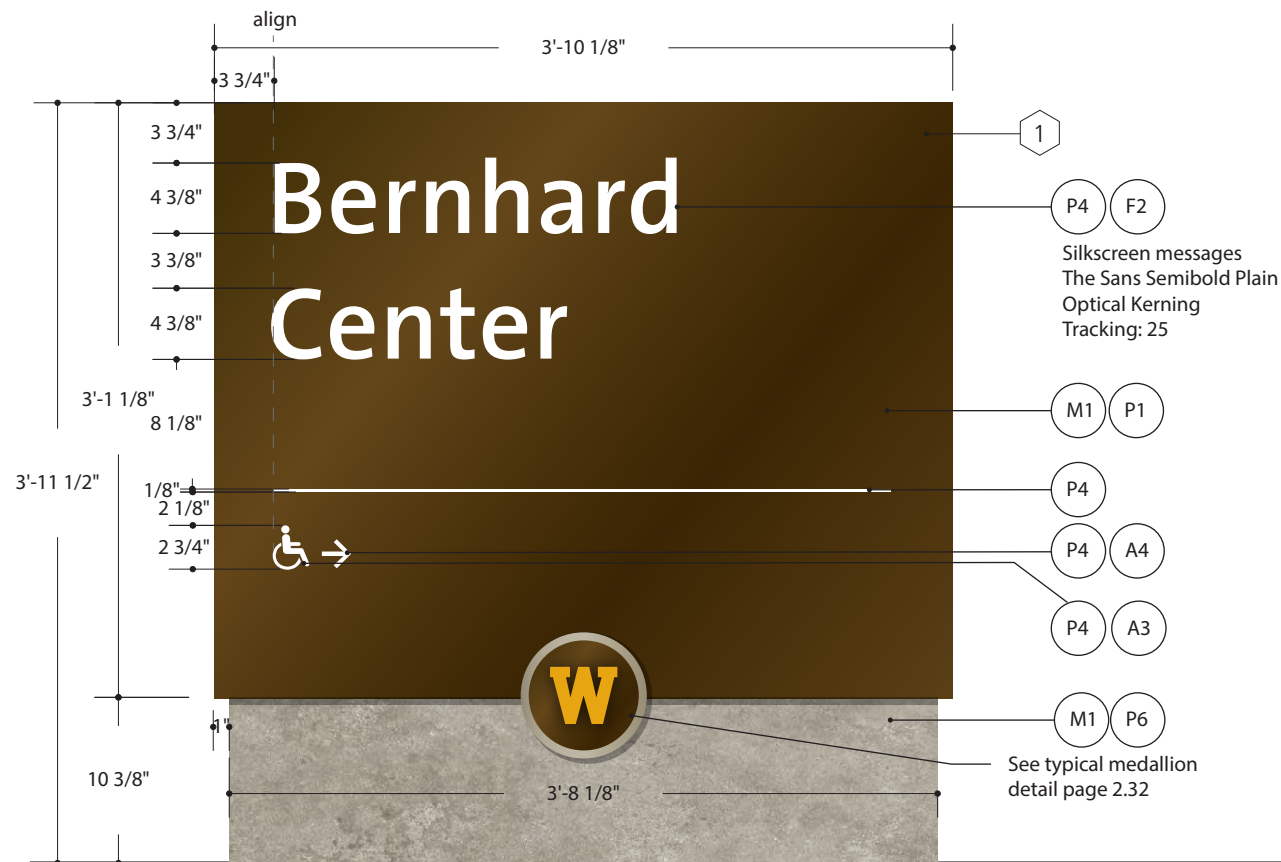 align
3'-10 1/8"
3 3/4"
3 3/4"
1
Bernhard
4 3/8"
P4 F2
Silkscreen messages
The Sans Semibold Plain
Optical Kerning
Tracking: 25
3 3/8"
Center
4 3/8"
3'-1 1/8"
M1 P1
8 1/8"
3'-11 1/2"
1/8"
P4
2 1/8"
2 3/4"
P4 A4
P4 A3
W
1"
M1 P6
See typical medallion
detail page 2.32
10 3/8"
3'-8 1/8"